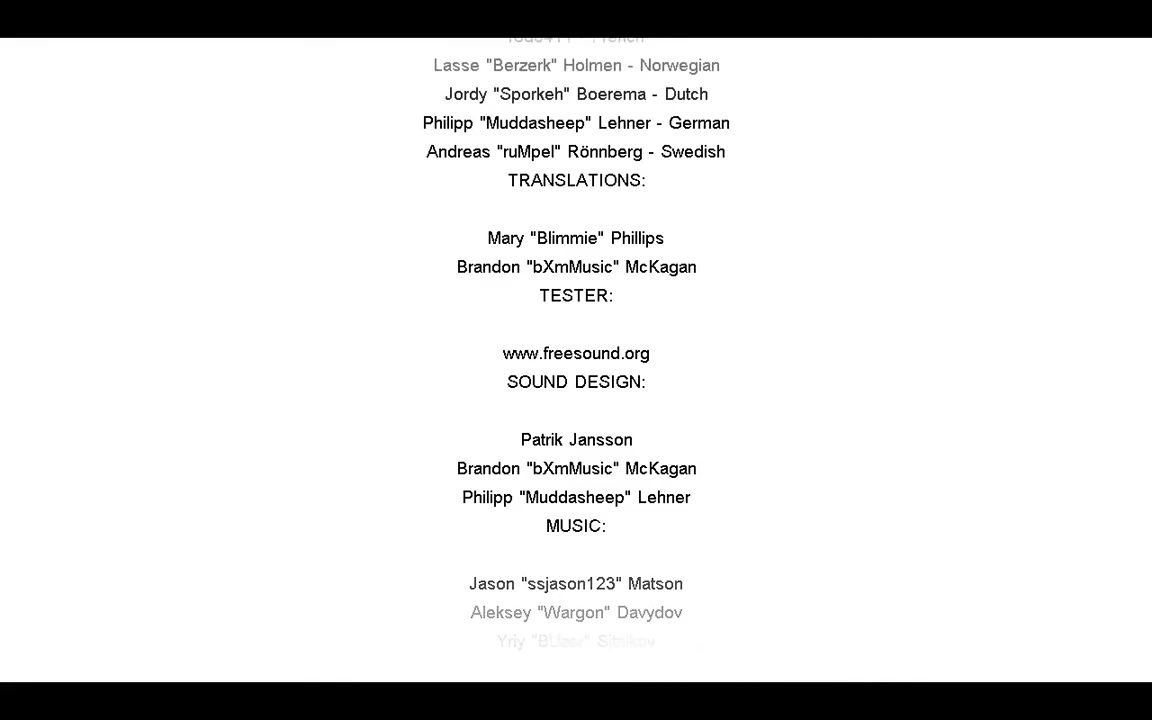 Lasse "Berzerk" Holmen - Norwegian
Jordy "Sporkeh" Boerema - Dutch
Philipp "Muddasheep" Lehner - German
Andreas "ruMpel" Rönnberg - Swedish
TRANSLATIONS:
Mary "Blimmie" Phillips
Brandon "bXmMusic" McKagan
TESTER:
www.freesound.org
SOUND DESIGN:
Patrik Jansson
Brandon "bXmMusic" McKagan
Philipp "Muddasheep" Lehner
MUSIC:
Jason "ssjason123" Matson
Aleksey "Wargon" Davydov
Yriy